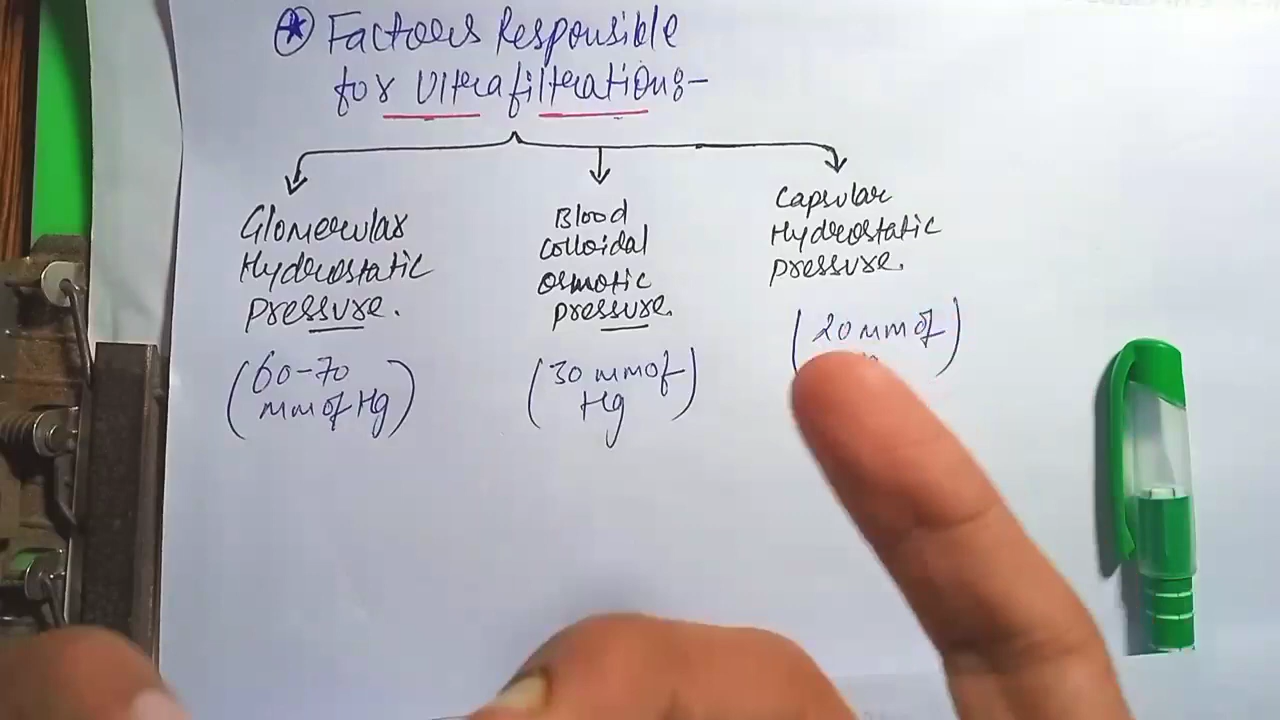 Factors Responsible
for Ultrafilteration:-
Glomerular
Hydrostatic
Pressure.
(60-70
mm of Hg)
Blood
Colloidal
Osmotic
Pressure.
(30 mm of
Hg)
Capsular
Hydrostatic
Pressure.
(20 mm of